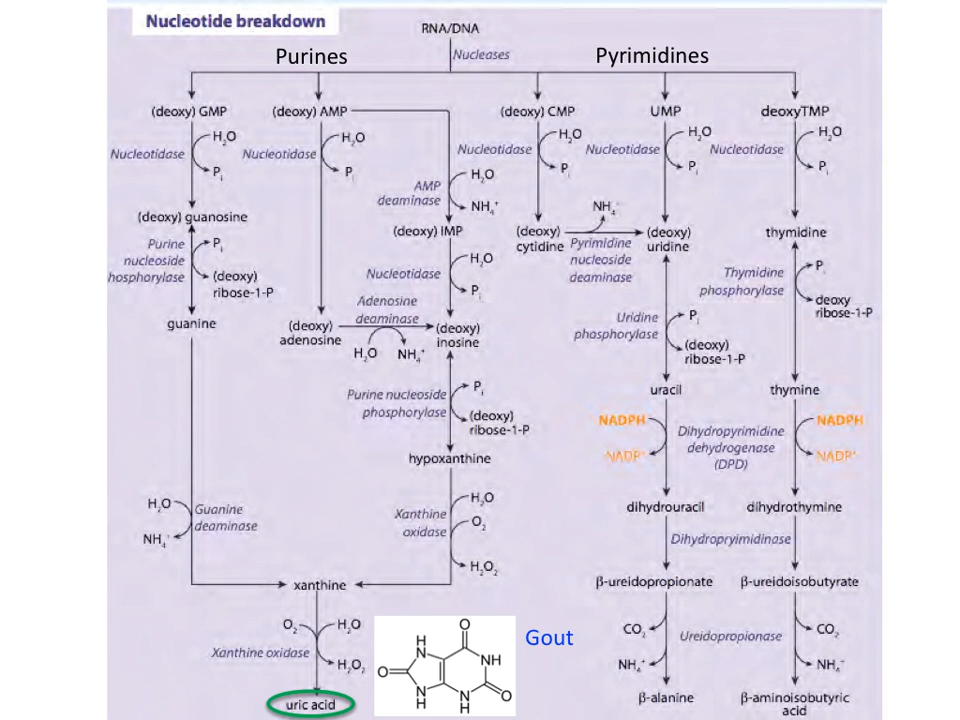 Nucleotide breakdown
RNA/DNA
Nucleases
Purines
Pyrimidines
(deoxy) GMP
(deoxy) AMP
(deoxy) CMP
UMP
deoxyTMP
H₂O
Nucleotidase
Pᵢ
H₂O
Nucleotidase
Pᵢ
AMP
deaminase
H₂O
NH₄⁺
H₂O
Nucleotidase
Pᵢ
H₂O
Nucleotidase
Pᵢ
H₂O
Nucleotidase
Pᵢ
(deoxy) guanosine
(deoxy) IMP
(deoxy)
cytidine
NH₄
Pyrimidine
nucleoside
deaminase
(deoxy)
uridine
thymidine
Purine
nucleoside
hosphorylase
Pᵢ
(deoxy)
ribose-1-P
Nucleotidase
H₂O
Pᵢ
Thymidine
phosphorylase
Pᵢ
deoxy
ribose-1-P
guanine
(deoxy)
adenosine
Adenosine
deaminase
H₂O
NH₄⁺
(deoxy)
inosine
Uridine
phosphorylase
Pᵢ
(deoxy)
ribose-1-P
Purine nucleoside
phosphorylase
Pᵢ
(deoxy)
ribose-1-P
uracil
thymine
NADPH
NADP⁺
Dihydropyrimidine
dehydrogenase
(DPD)
NADPH
NADP⁺
hypoxanthine
H₂O
NH₄⁺
Guanine
deaminase
Xanthine
oxidase
H₂O
O₂
H₂O₂
dihydrouracil
dihydrothymine
Dihydropryimidinase
xanthine
β-ureidopropionate
β-ureidoisobutyrate
O₂
H₂O
Xanthine oxidase
H₂O₂
O
H
N
NH
O
N
H
N
H
O
Gout
CO₂
NH₄⁺
Ureidopropionase
CO₂
NH₄⁺
uric acid
β-alanine
β-aminoisobutyric
acid